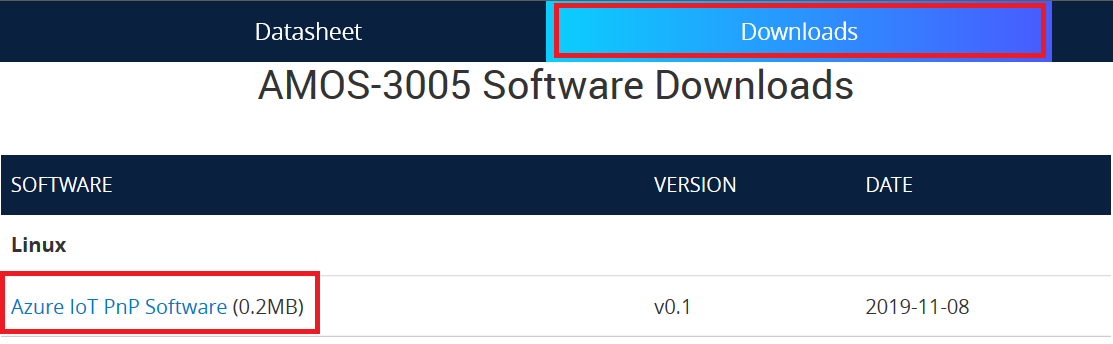 Datasheet Downloads
AMOS-3005 Software Downloads
SOFTWARE VERSION DATE
Linux
Azure IoT PnP Software (0.2MB) v0.1 2019-11-08